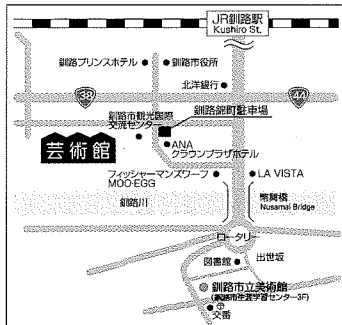 JR釧路駅
Kushiro St.
釧路プリンスホテル
釧路市役所
北洋銀行
38
44
釧路錦町駐車場
釧路市観光国際
交流センター
芸術館
ANA
クラウンプラザホテル
フィッシャーマンズワーフ
MOO・EGG
LA VISTA
釧路川
幣舞橋
Nusamai Bridge
ロータリー
図書館
出世坂
釧路市立美術館
(釧路市生涯学習センター3F)
交番